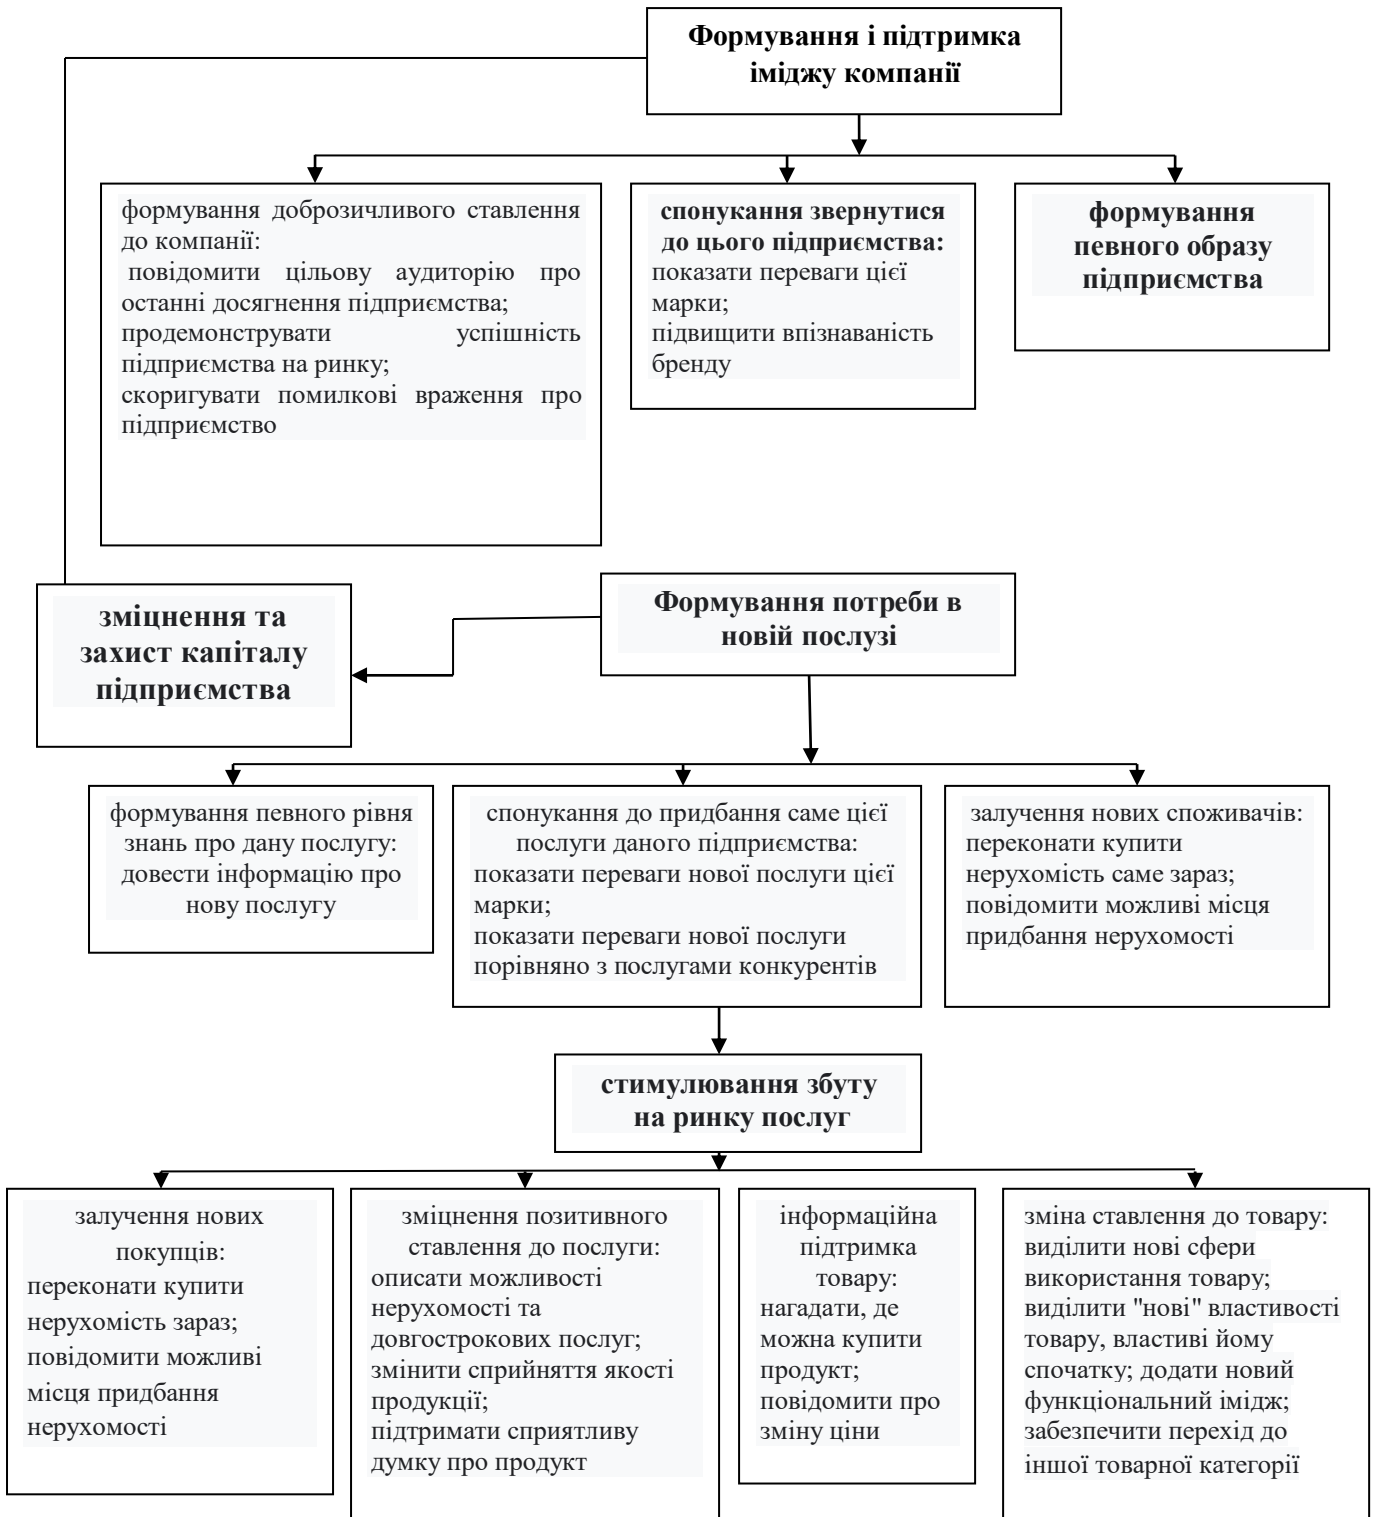 Формування і підтримка
іміджу компанії
формування доброзичливого ставлення
до компанії:
повідомити цільову аудиторію про
останні досягнення підприємства;
продемонструвати успішність
підприємства на ринку;
скоригувати помилкові враження про
підприємство
спонукання звернутися
до цього підприємства:
показати переваги цієї
марки;
підвищити впізнаваність
бренду
формування
певного образу
підприємства
зміцнення та
захист капіталу
підприємства
Формування потреби в
новій послузі
формування певного рівня
знань про дану послугу:
довести інформацію про
нову послугу
спонукання до придбання саме цієї
послуги даного підприємства:
показати переваги нової послуги цієї
марки;
показати переваги нової послуги
порівняно з послугами конкурентів
залучення нових споживачів:
переконати купити
нерухомість саме зараз;
повідомити можливі місця
придбання нерухомості
стимулювання збуту
на ринку послуг
залучення нових
покупців:
переконати купити
нерухомість зараз;
повідомити можливі
місця придбання
нерухомості
зміцнення позитивного
ставлення до послуги:
описати можливості
нерухомості та
довгострокових послуг;
змінити сприйняття якості
продукції;
підтримати сприятливу
думку про продукт
інформаційна
підтримка
товару:
нагадати, де
можна купити
продукт;
повідомити про
зміну ціни
зміна ставлення до товару:
виділити нові сфери
використання товару;
виділити "нові" властивості
товару, властиві йому
спочатку; додати новий
функціональний імідж;
забезпечити перехід до
іншої товарної категорії